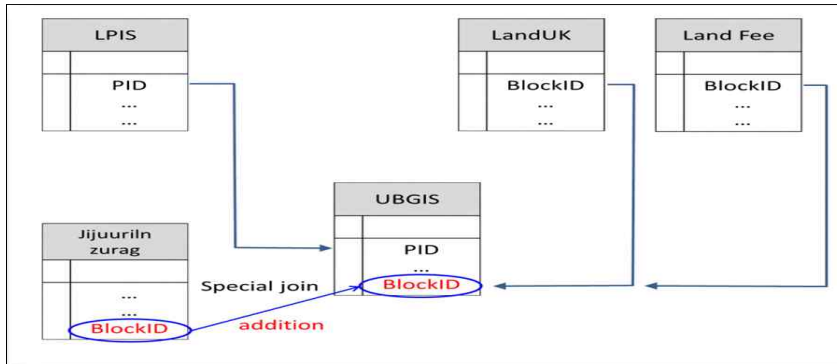 LPIS
PID
...
...
LandUK
BlockID
...
...
Land Fee
BlockID
...
...
UBGIS
PID
...
BlockID
Jijuuriln
zurag
...
...
BlockID
Special join
addition